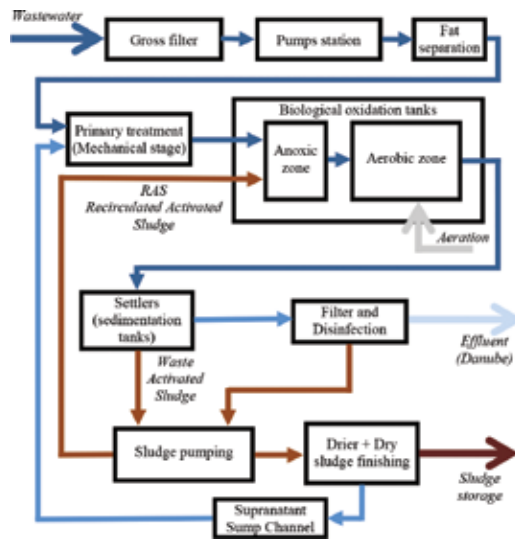 Wastewater
Gross filter
Pumps station
Fat
separation
Biological oxidation tanks
Primary treatment
(Mechanical stage)
Anoxic
zone
Aerobic zone
RAS
Recirculated Activated
Sludge
Aeration
Settlers
(sedimentation
tanks)
Filter and
Disinfection
Effluent
(Danube)
Waste
Activated
Sludge
Sludge pumping
Drier + Dry
sludge finishing
Sludge
storage
Supranatant
Sump Channel